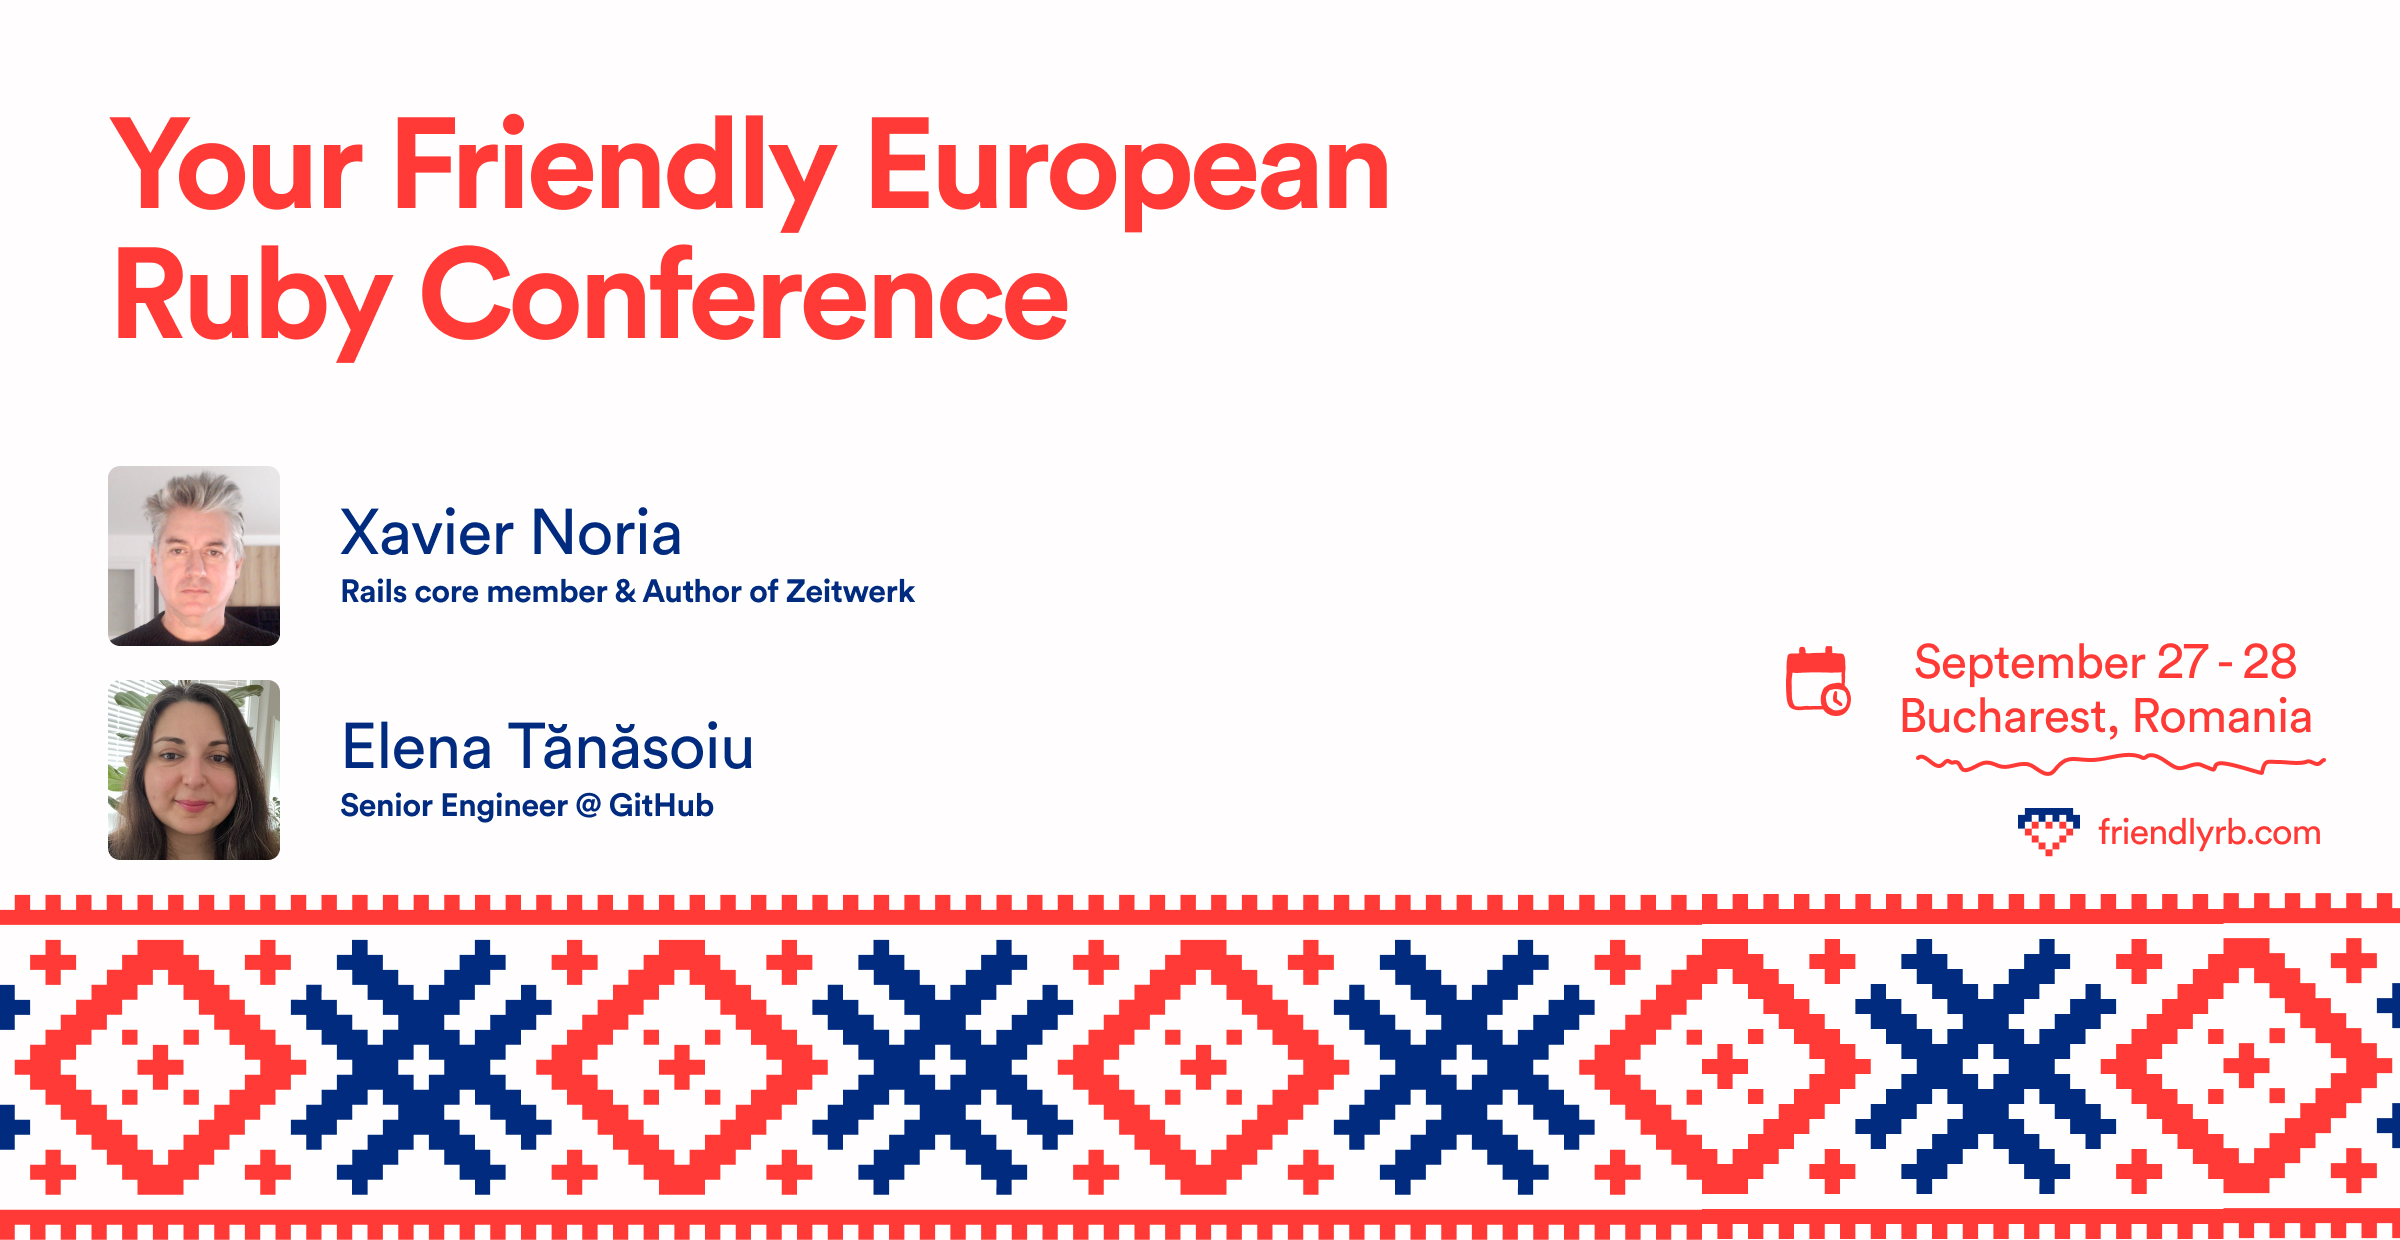 Your Friendly European
Ruby Conference
Xavier Noria
Rails core member & Author of Zeitwerk
Elena Tănăsoiu
Senior Engineer @ GitHub
September 27 - 28
Bucharest, Romania
friendlyrb.com